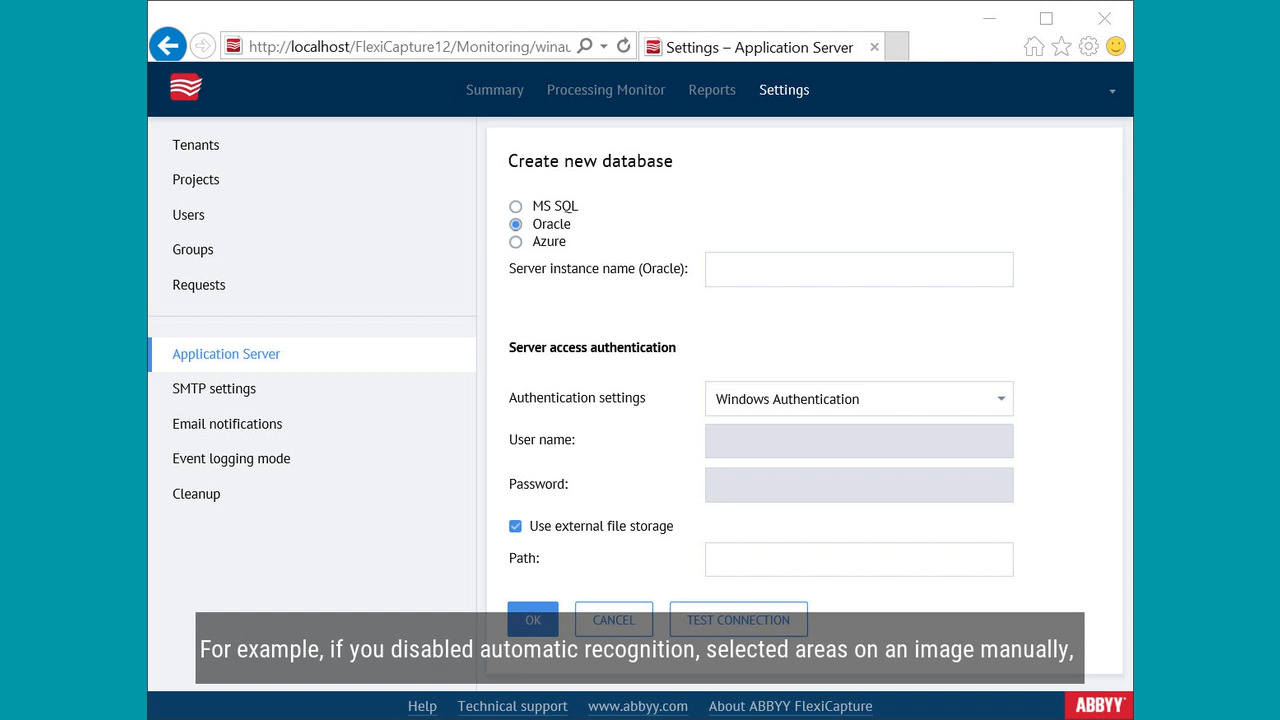 http://localhost/FlexiCapture12/Monitoring/winau
Settings – Application Server
Summary Processing Monitor Reports Settings
Tenants
Projects
Users
Groups
Requests
Application Server
SMTP settings
Email notifications
Event logging mode
Cleanup
Create new database
MS SQL
Oracle
Azure
Server instance name (Oracle):
Server access authentication
Authentication settings
Windows Authentication
User name:
Password:
Use external file storage
Path:
OK CANCEL TEST CONNECTION
For example, if you disabled automatic recognition, selected areas on an image manually,
Help Technical support www.abbyy.com About ABBYY FlexiCapture
ABBYY